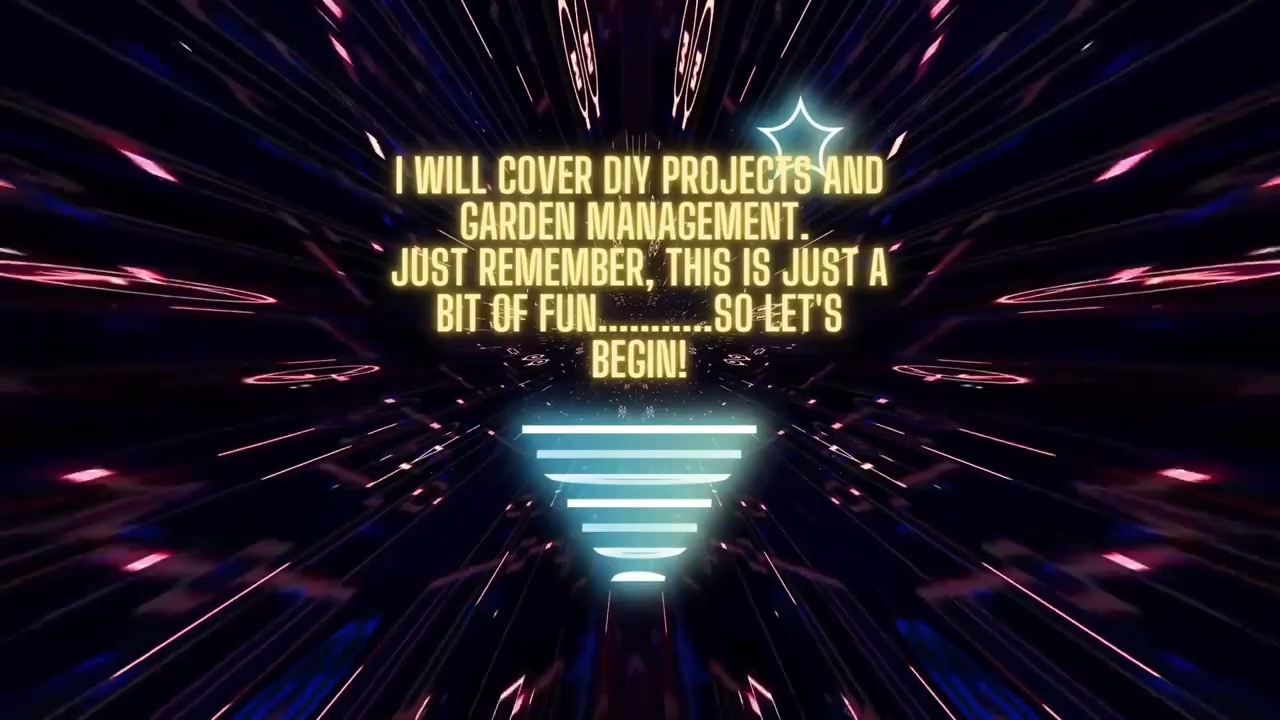 I WILL COVER DIY PROJECTS AND
GARDEN MANAGEMENT.
JUST REMEMBER, THIS IS JUST A
BIT OF FUN...........SO LET'S
BEGIN!